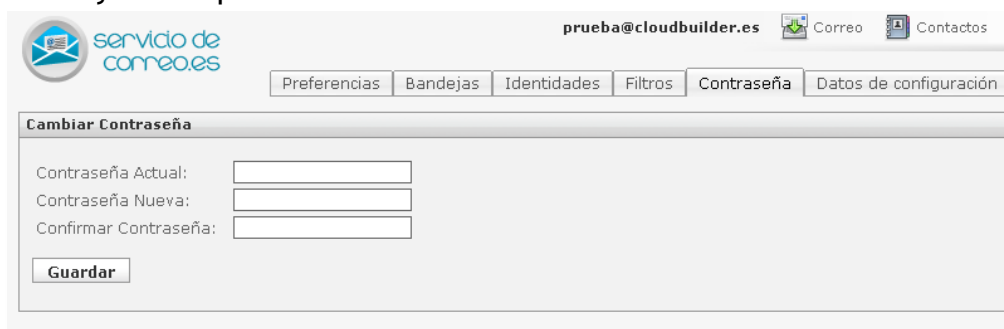 prueba@cloudbuilder.es Correo Contactos
servicio de
correo.es
Preferencias Bandejas Identidades Filtros Contraseña Datos de configuración
Cambiar Contraseña
Contraseña Actual:
Contraseña Nueva:
Confirmar Contraseña:
Guardar